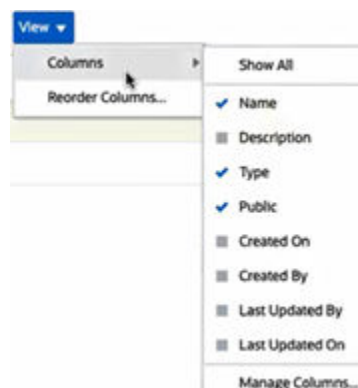 View
Columns
Reorder Columns...
Show All
Name
Description
Type
Public
Created On
Created By
Last Updated By
Last Updated On
Manage Columns...